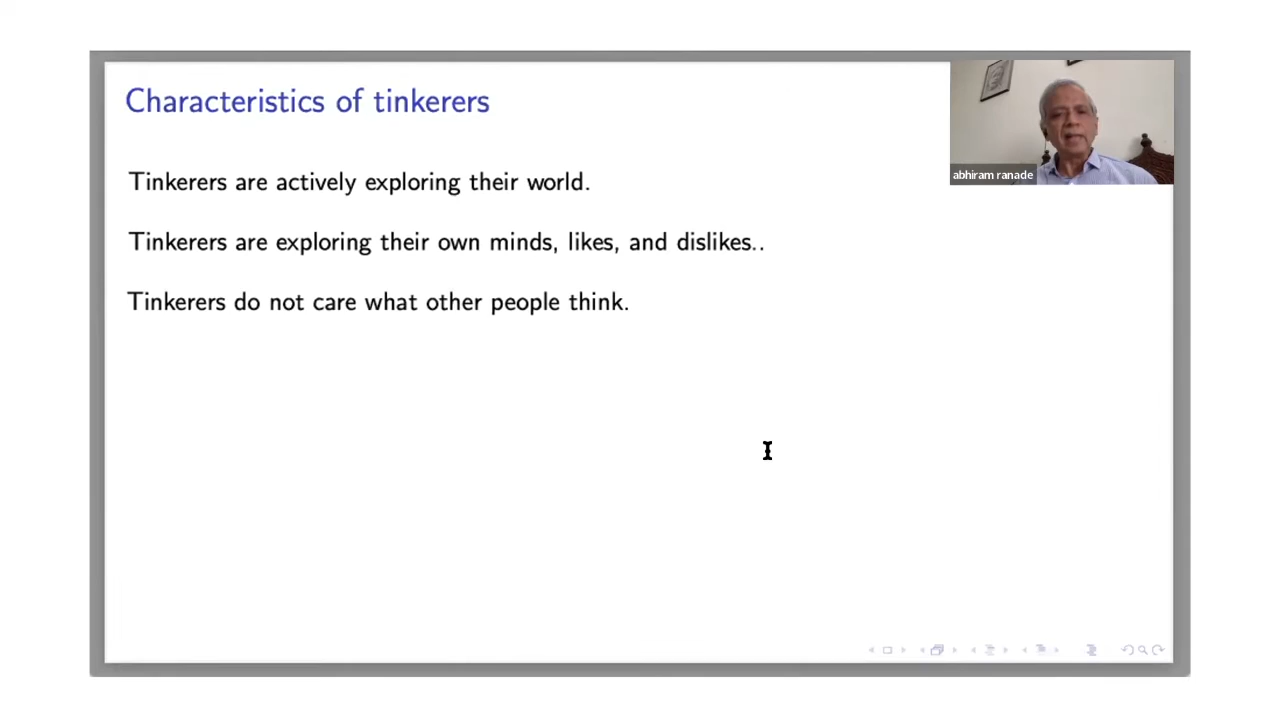 Characteristics of tinkerers
abhiram ranade
Tinkerers are actively exploring their world.
Tinkerers are exploring their own minds, likes, and dislikes..
Tinkerers do not care what other people think.